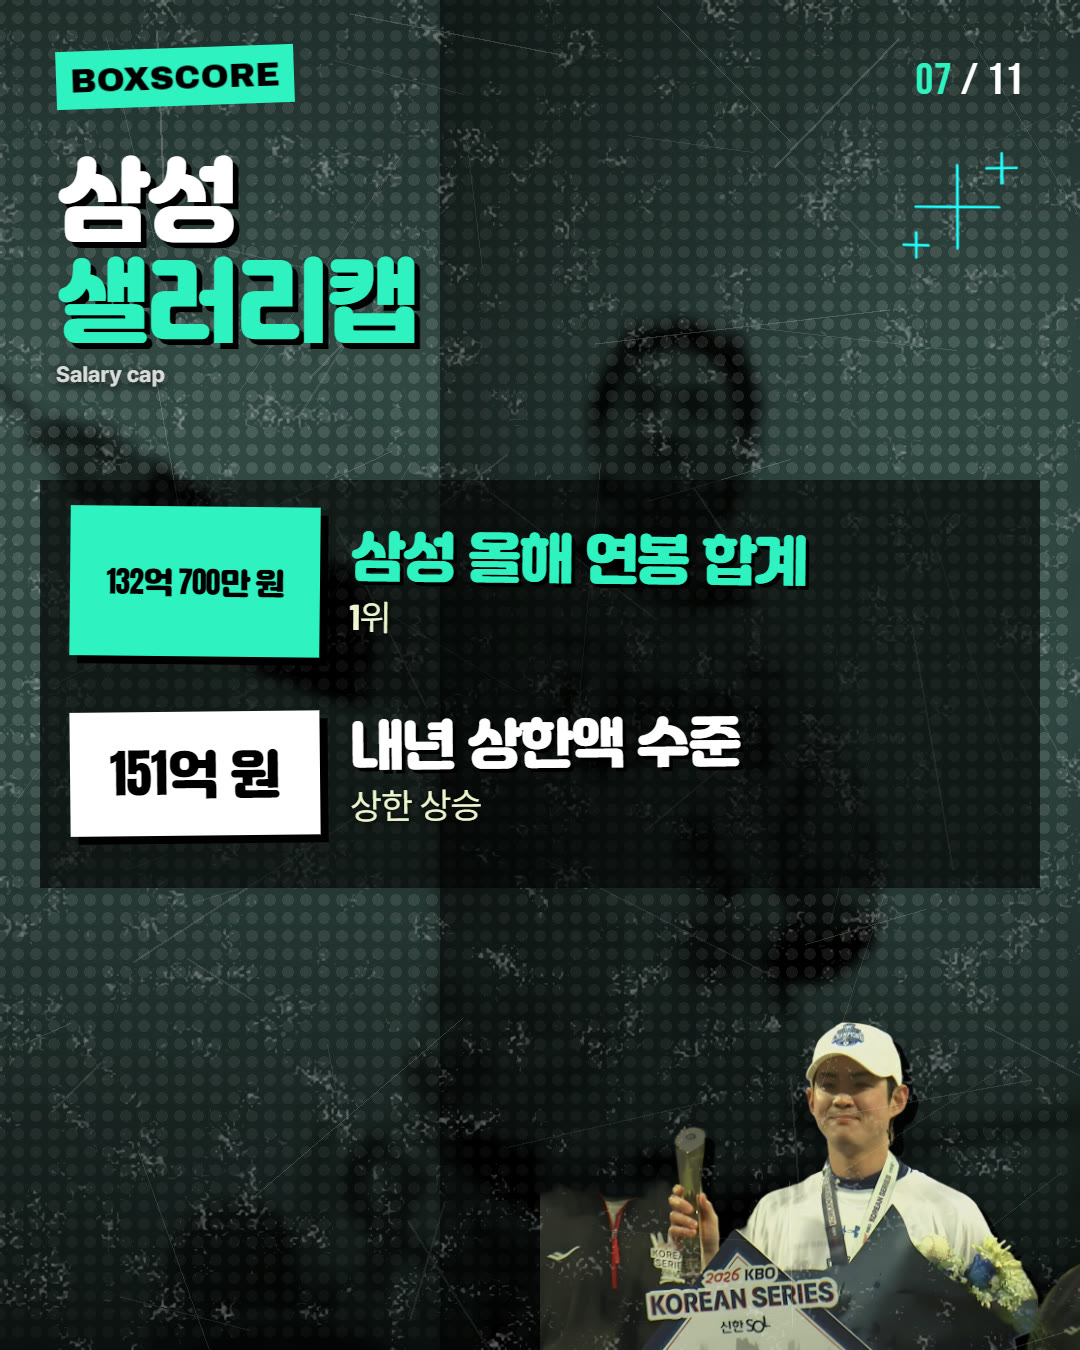 BOXSCORE
07 / 11
삼성
샐러리캡
Salary cap
132억 700만 원
삼성 올해 연봉 합계
1위
151억 원
내년 상한액 수준
상한 상승
KOREAN SERIES
2026 KBO
KOREAN SERIES
신한 SOL